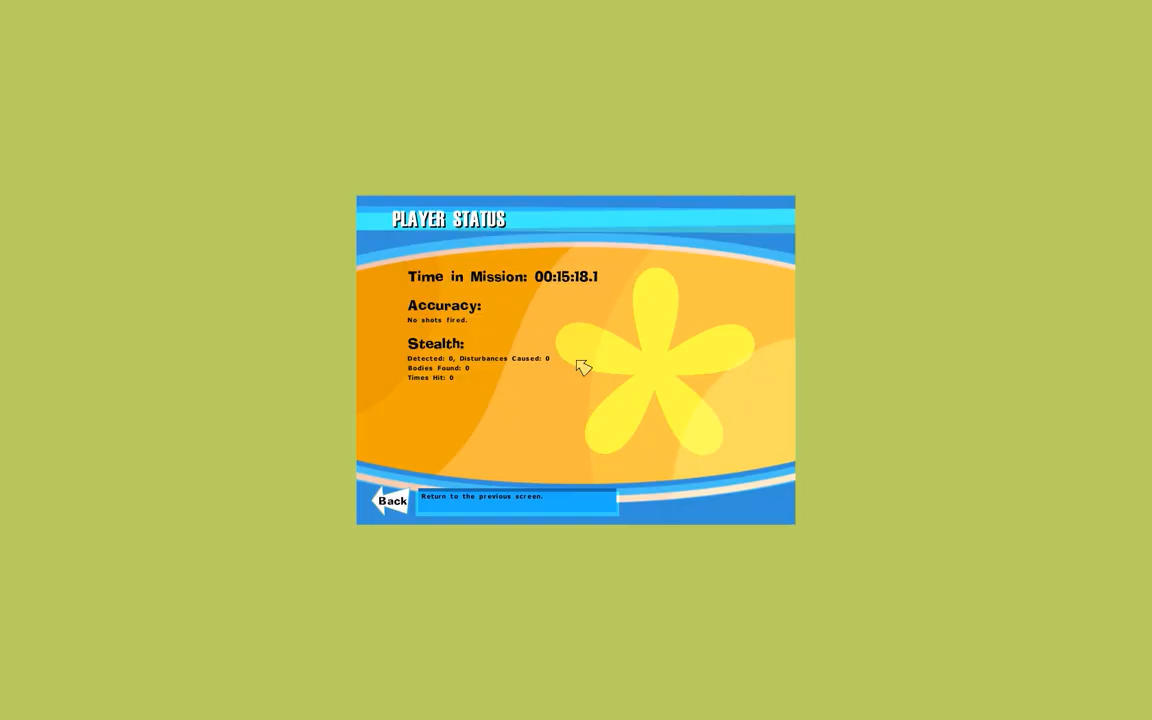 PLAYER STATUS
Time in Mission: 00:15:18.1
Accuracy:
No shots fired.
Stealth:
Detected: 0, Disturbances Caused: 0
Bodies Found: 0
Times Hit: 0
Back
Return to the previous screen.